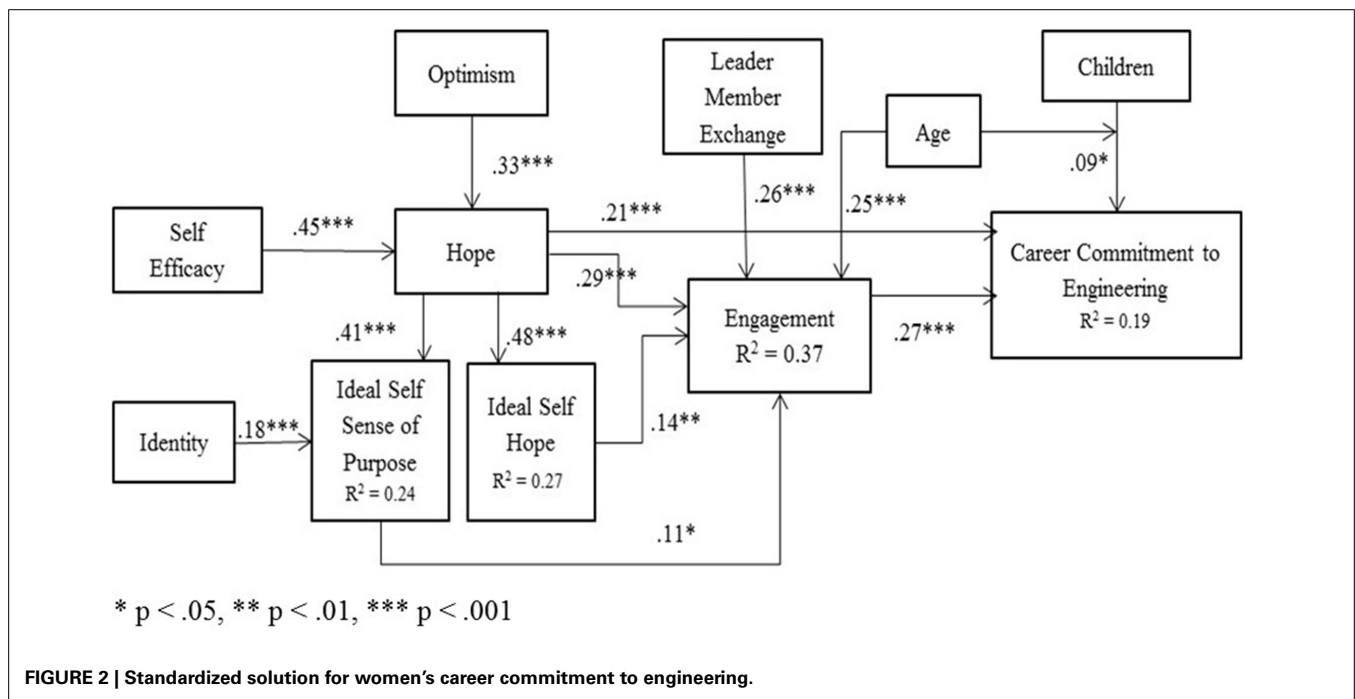 Optimism
Leader
Member
Exchange
Children
Age
.33***
.09*
.26***
.25***
Self
Efficacy
.45***
Hope
.21***
.29***
Career Commitment to
Engineering
R² = 0.19
Engagement
R² = 0.37
.27***
.41***
.48***
Identity
.18***
Ideal Self
Sense of
Purpose
R² = 0.24
Ideal Self
Hope
R² = 0.27
.14**
.11*
* p < .05, ** p < .01, *** p < .001
FIGURE 2 | Standardized solution for women's career commitment to engineering.